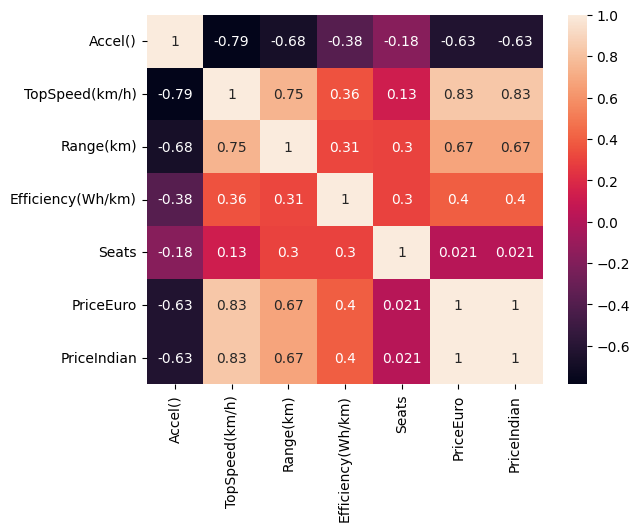 Accel() 1 -0.79 -0.68 -0.38 -0.18 -0.63 -0.63
TopSpeed(km/h) -0.79 1 0.75 0.36 0.13 0.83 0.83
Range(km) -0.68 0.75 1 0.31 0.3 0.67 0.67
Efficiency(Wh/km) -0.38 0.36 0.31 1 0.3 0.4 0.4
Seats -0.18 0.13 0.3 0.3 1 0.021 0.021
PriceEuro -0.63 0.83 0.67 0.4 0.021 1 1
PriceIndian -0.63 0.83 0.67 0.4 0.021 1 1
Accel()
TopSpeed(km/h)
Range(km)
Efficiency(Wh/km)
Seats
PriceEuro
PriceIndian
1.0
0.8
0.6
0.4
0.2
0.0
−0.2
−0.4
−0.6